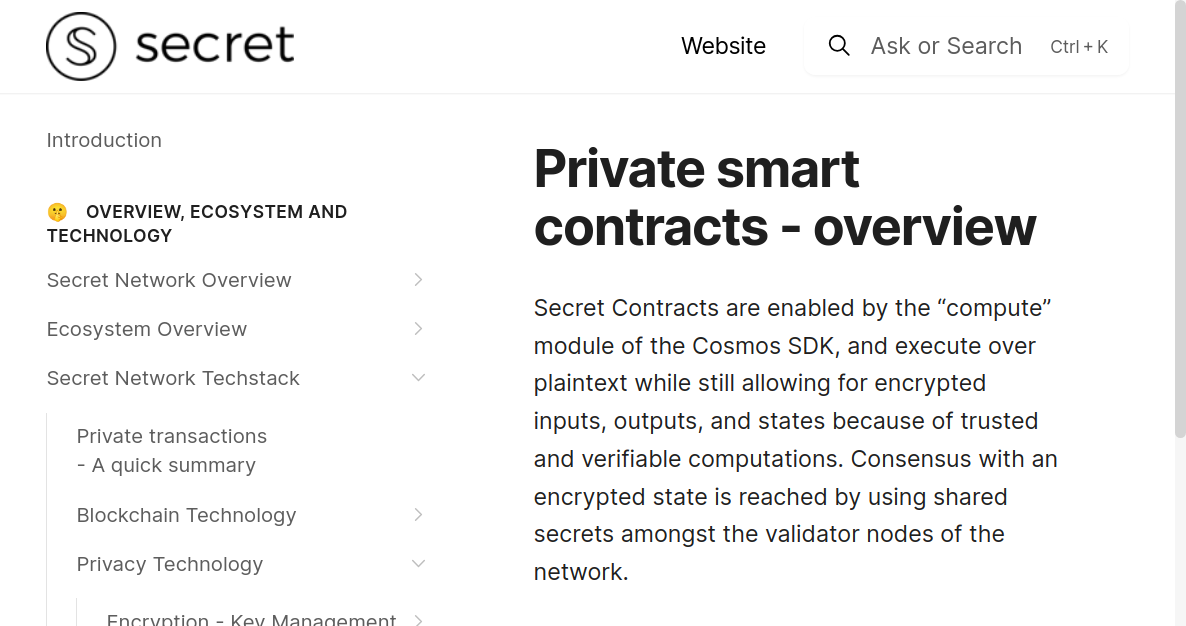 secret
Website
Ask or Search Ctrl + K
Introduction
🤫 OVERVIEW, ECOSYSTEM AND
TECHNOLOGY
Secret Network Overview
Ecosystem Overview
Secret Network Techstack
Private transactions
- A quick summary
Blockchain Technology
Privacy Technology
Encryption - Key Management
Private smart
contracts - overview
Secret Contracts are enabled by the “compute”
module of the Cosmos SDK, and execute over
plaintext while still allowing for encrypted
inputs, outputs, and states because of trusted
and verifiable computations. Consensus with an
encrypted state is reached by using shared
secrets amongst the validator nodes of the
network.